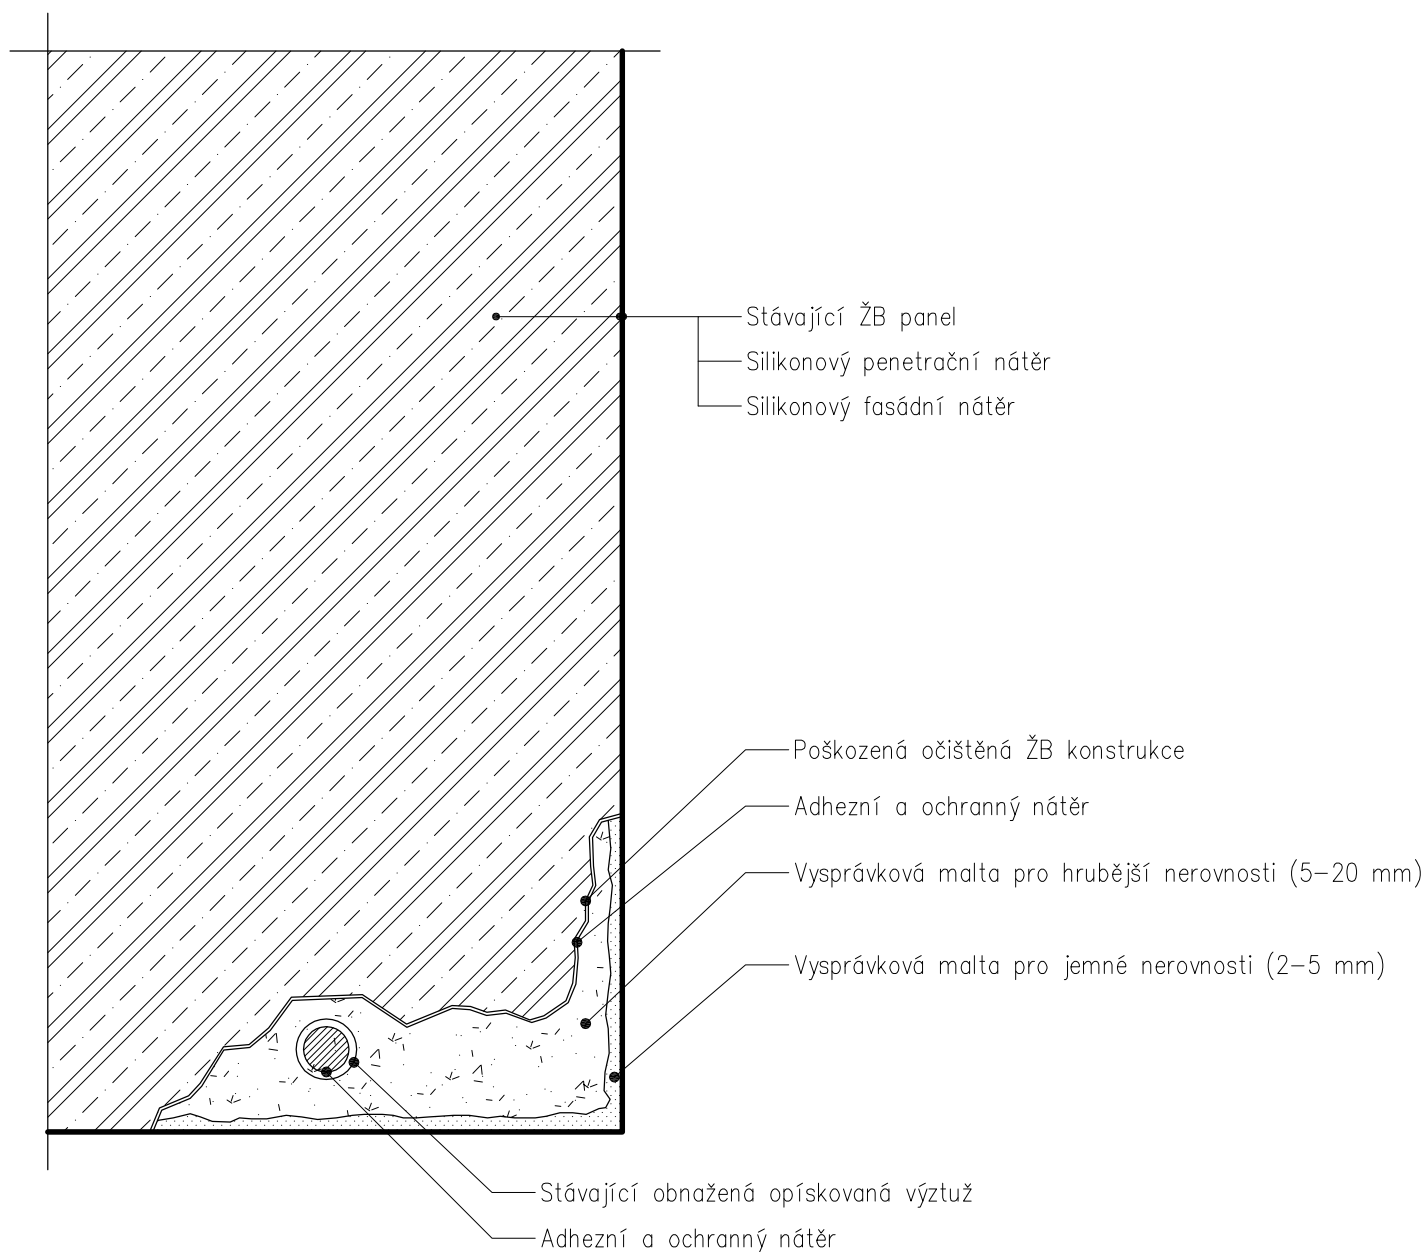 Stávající ŽB panel
Silikonový penetrační nátěr
Silikonový fasádní nátěr
Poškozená očištěná ŽB konstrukce
Adhezní a ochranný nátěr
Vysprávková malta pro hrubější nerovnosti (5-20 mm)
Vysprávková malta pro jemné nerovnosti (2-5 mm)
Stávající obnažená opískovaná výztuž
Adhezní a ochranný nátěr